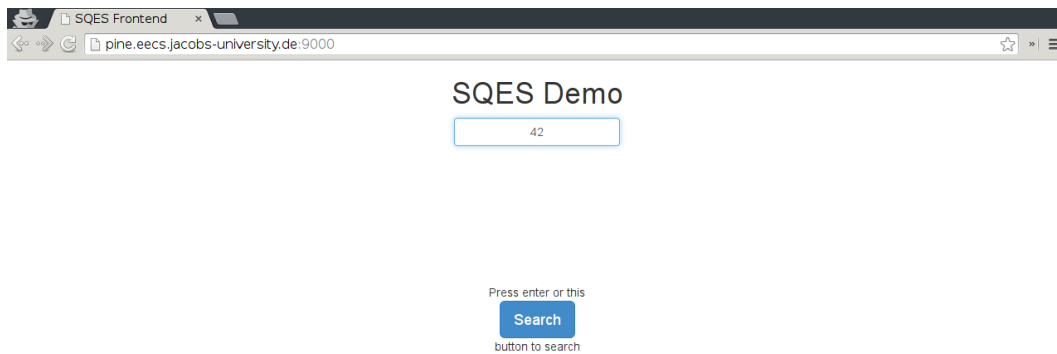 SQES Frontend
pine.eecs.jacobs-university.de:9000
SQES Demo
42
Press enter or this
Search
button to search